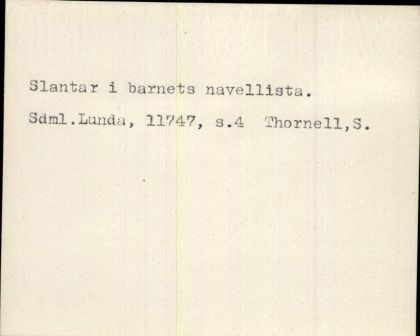 Slantar i barnets navellista.
Sdml.Lunda, 11747, s.4  Thornell,S.